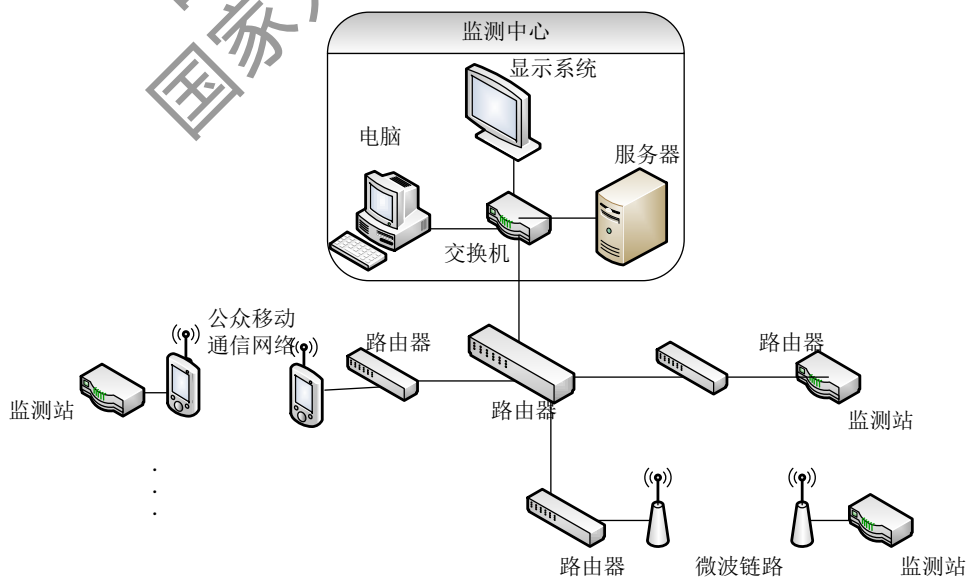 国家
监测中心
显示系统
电脑
服务器
交换机
公众移动
通信网络
路由器
路由器
监测站
路由器
监测站
路由器
微波链路
监测站